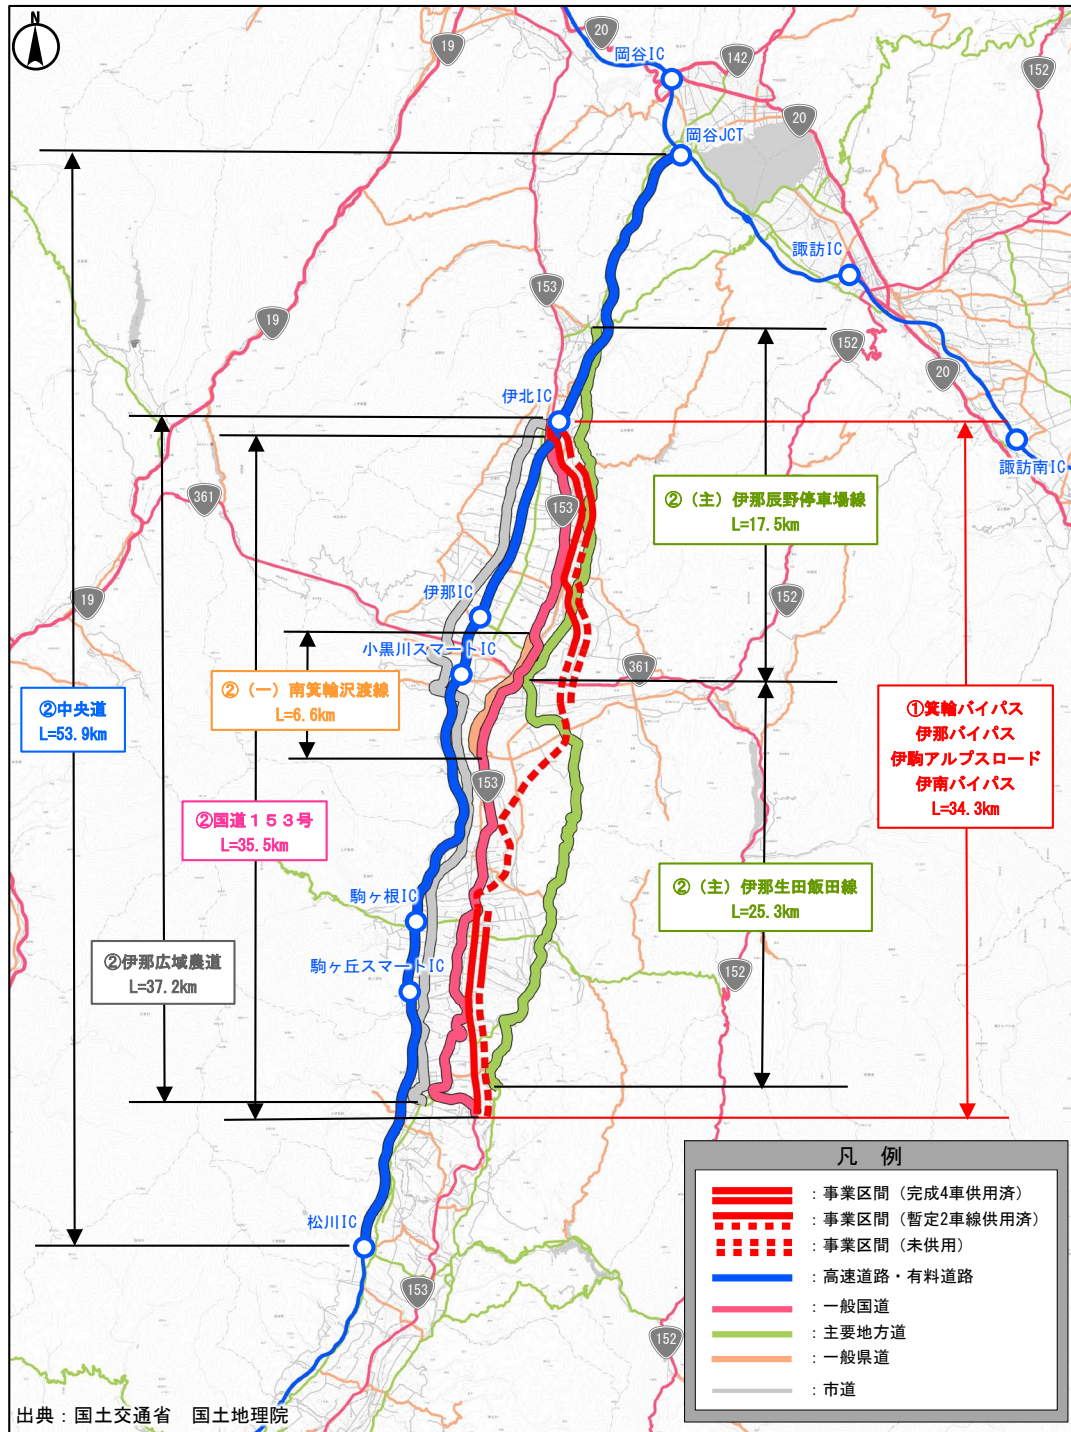 N
19
20
岡谷IC
142
152
20
岡谷JCT
諏訪IC
153
19
152
20
伊北IC
諏訪南IC
361
153
②（主）伊那辰野停車場線
L=17.5km
19
伊那IC
152
小黒川スマートIC
361
②（一）南箕輪沢渡線
L=6.6km
②中央道
L=53.9km
①箕輪バイパス
伊那バイパス
伊駒アルプスロード
伊南バイパス
L=34.3km
153
②国道１５３号
L=35.5km
駒ヶ根IC
②（主）伊那生田飯田線
L=25.3km
②伊那広域農道
L=37.2km
駒ヶ丘スマートIC
152
松川IC
153
152
凡　例
：事業区間（完成4車供用済）
：事業区間（暫定2車線供用済）
：事業区間（未供用）
：高速道路・有料道路
：一般国道
：主要地方道
：一般県道
：市道
出典：国土交通省　国土地理院